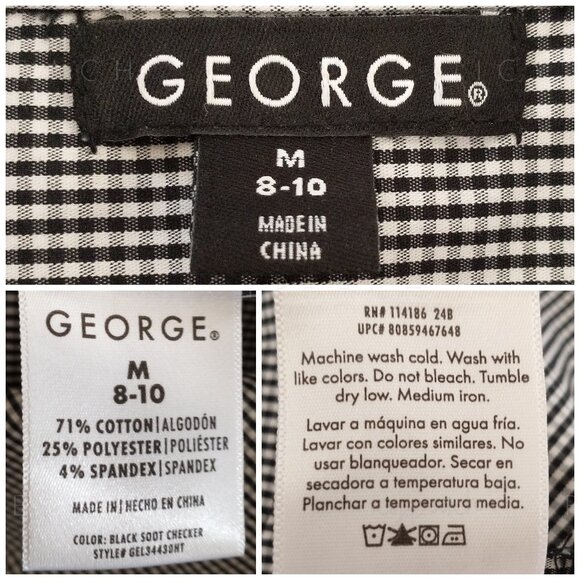 GEORGE®
M
8-10
MADE IN
CHINA
GEORGE®
M
8-10
71% COTTON|ALGODÓN
25% POLYESTER|POLIÉSTER
4% SPANDEX|SPANDEX
MADE IN|HECHO EN CHINA
COLOR: BLACK SOOT CHECKER
STYLE# GEL34430HT
RN# 114186 24B
UPC# 80859467648
Machine wash cold. Wash with
like colors. Do not bleach. Tumble
dry low. Medium iron.
Lavar a máquina en agua fría.
Lavar con colores similares. No
usar blanqueador. Secar en
secadora a temperatura baja.
Planchar a temperatura media.